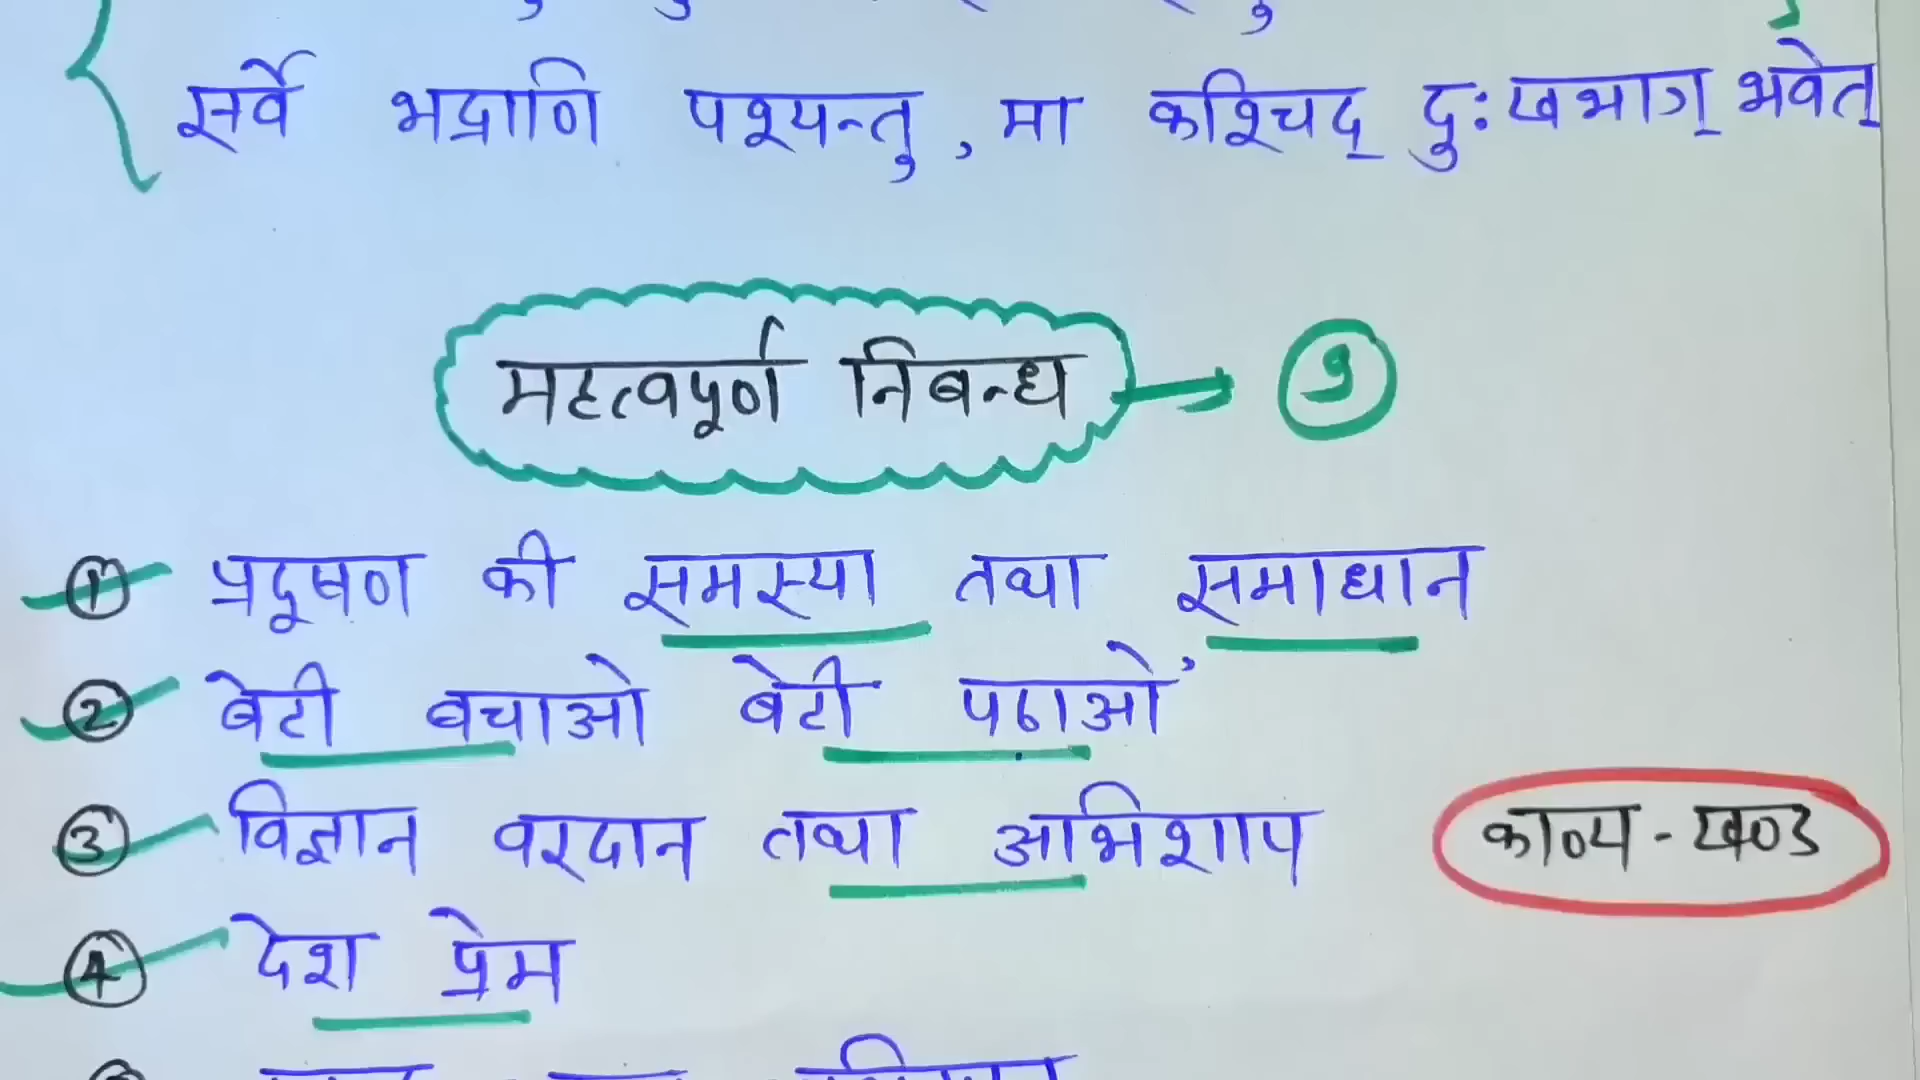 सर्वे भद्राणि पश्यन्तु, मा कश्चिद् दुःखभाग् भवेत्
महत्वपूर्ण निबन्ध
① प्रदूषण की समस्या तथा समाधान
② बेटी बचाओ बेटी पढाओं
③ विज्ञान वरदान तथा अभिशाप
काव्य - खण्ड
④ देश प्रेम